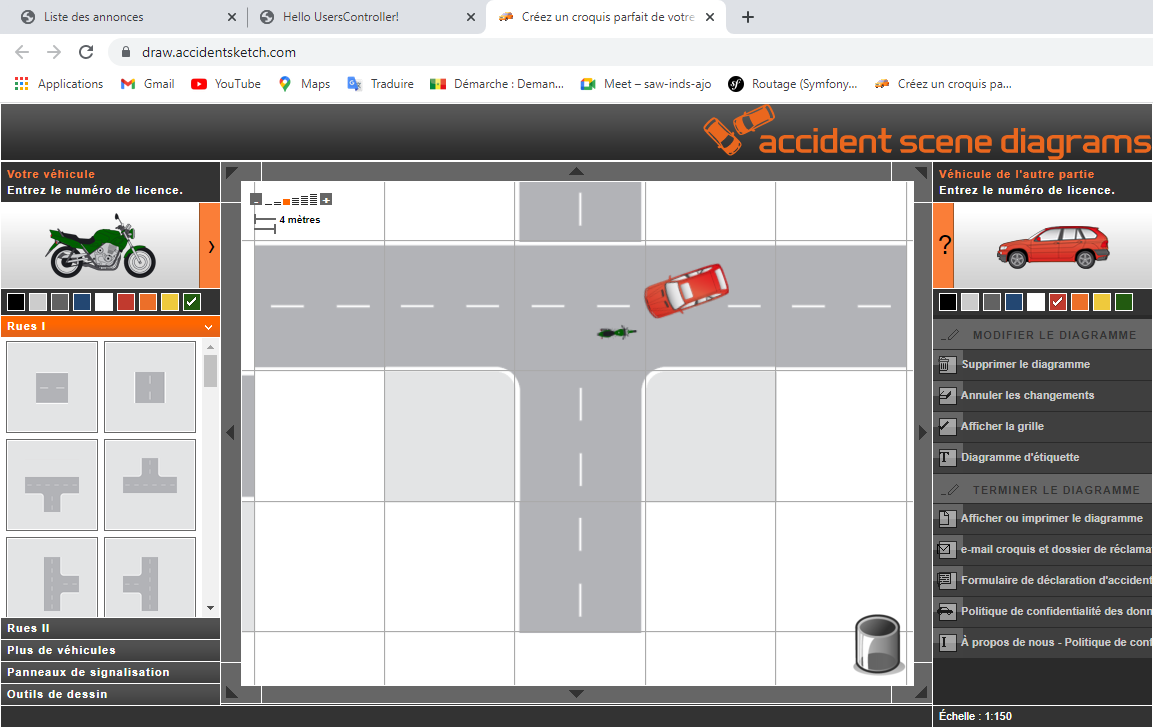 Liste des annonces
Hello UsersController!
Créez un croquis parfait de votre
draw.accidentsketch.com
Applications
Gmail
YouTube
Maps
Traduire
Démarche : Deman...
Meet – saw-inds-ajo
Routage (Symfony...
Créez un croquis pa...
accident scene diagrams
Votre véhicule
Entrez le numéro de licence.
Véhicule de l'autre partie
Entrez le numéro de licence.
4 mètres
?
Rues I
MODIFIER LE DIAGRAMME
Supprimer le diagramme
Annuler les changements
Afficher la grille
T Diagramme d'étiquette
TERMINER LE DIAGRAMME
Afficher ou imprimer le diagramme
e-mail croquis et dossier de réclama
Formulaire de déclaration d'accident
Politique de confidentialité des donn
À propos de nous - Politique de conf
Rues II
Plus de véhicules
Panneaux de signalisation
Outils de dessin
Échelle : 1:150